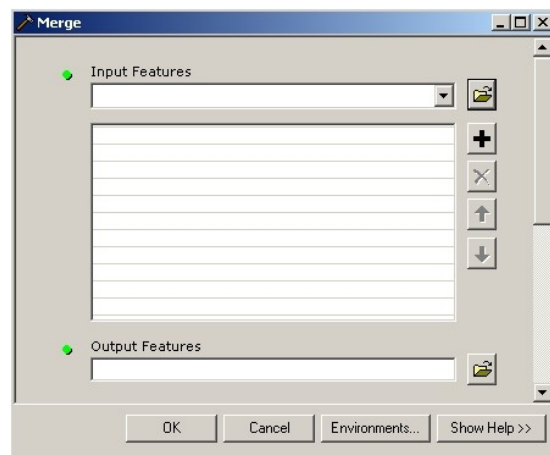 Merge
Input Features
Output Features
OK
Cancel
Environments...
Show Help >>